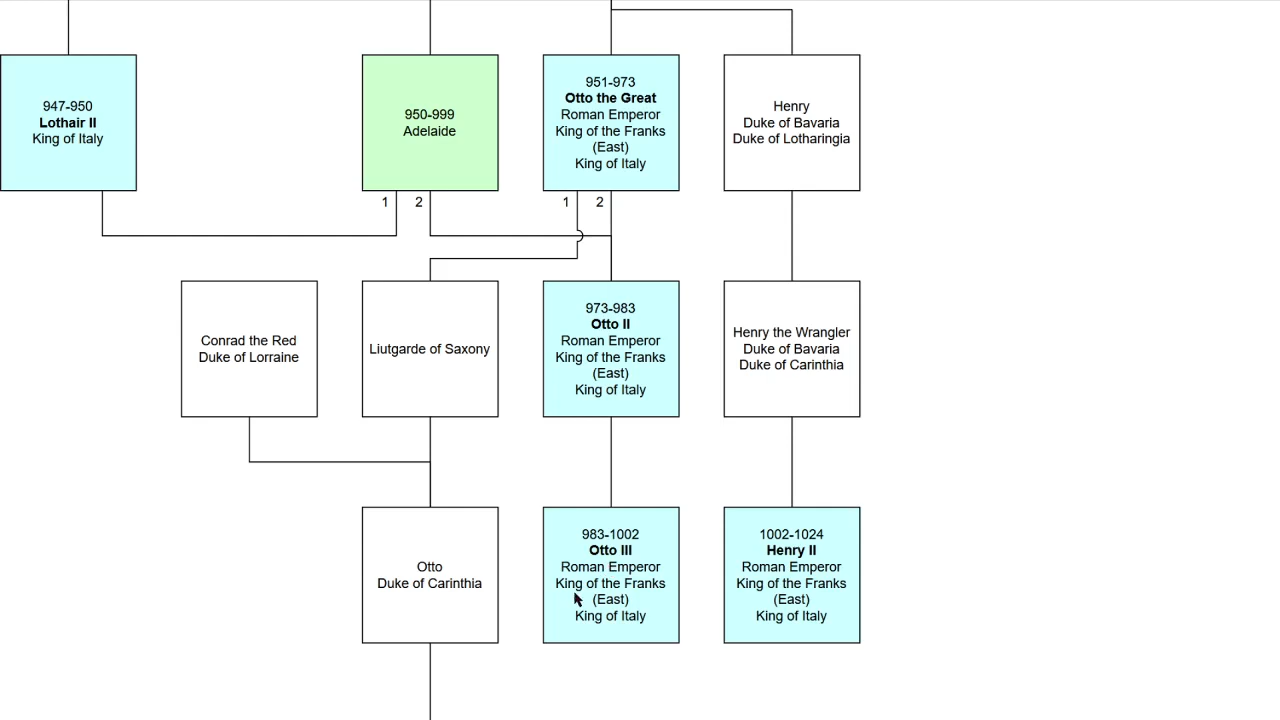 947-950
Lothair II
King of Italy
950-999
Adelaide
951-973
Otto the Great
Roman Emperor
King of the Franks
(East)
King of Italy
Henry
Duke of Bavaria
Duke of Lotharingia
1
2
1
2
Conrad the Red
Duke of Lorraine
Liutgarde of Saxony
973-983
Otto II
Roman Emperor
King of the Franks
(East)
King of Italy
Henry the Wrangler
Duke of Bavaria
Duke of Carinthia
Otto
Duke of Carinthia
983-1002
Otto III
Roman Emperor
King of the Franks
(East)
King of Italy
1002-1024
Henry II
Roman Emperor
King of the Franks
(East)
King of Italy